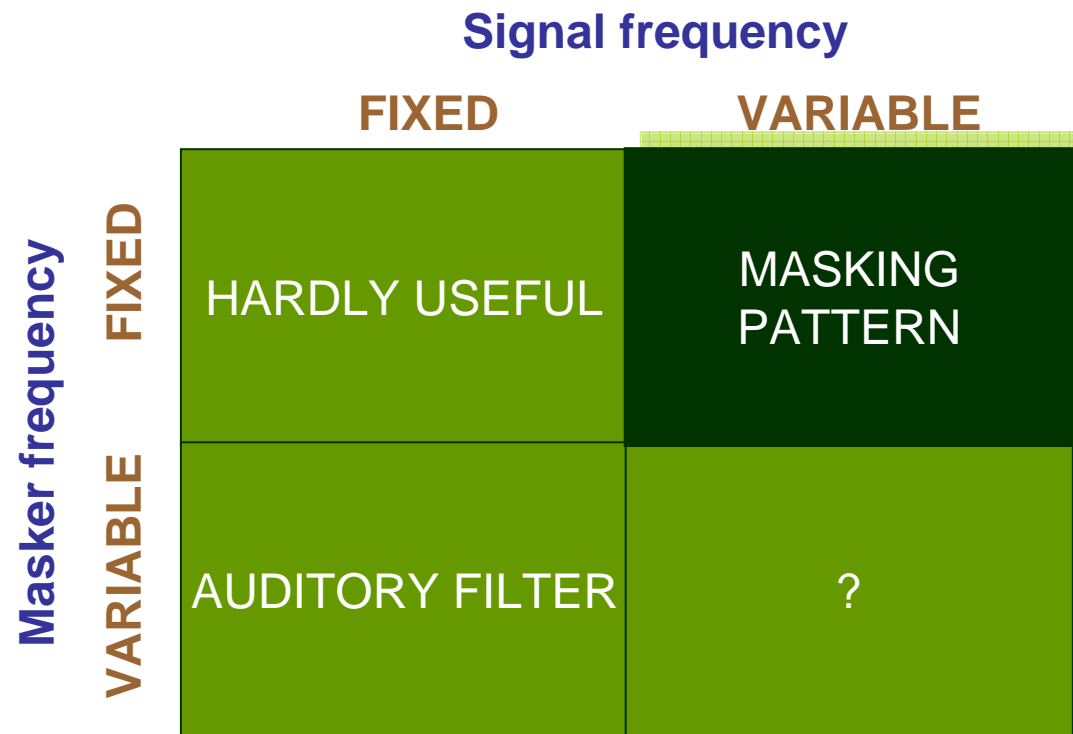 Signal frequency
FIXED
VARIABLE
Masker frequency
FIXED
HARDLY USEFUL
MASKING
PATTERN
VARIABLE
AUDITORY FILTER
?